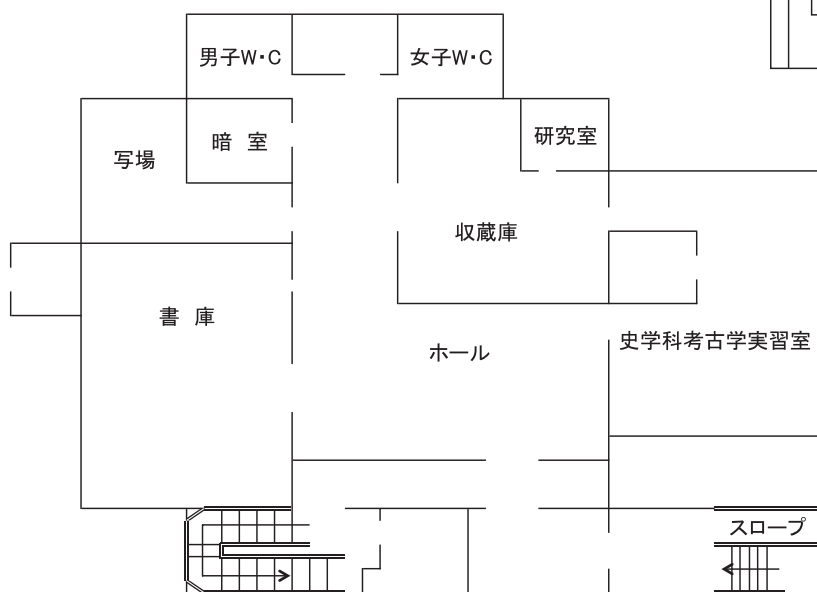 男子W・C
女子W・C
暗 室
研究室
写場
収蔵庫
書 庫
史学科考古学実習室
ホール
スロープ